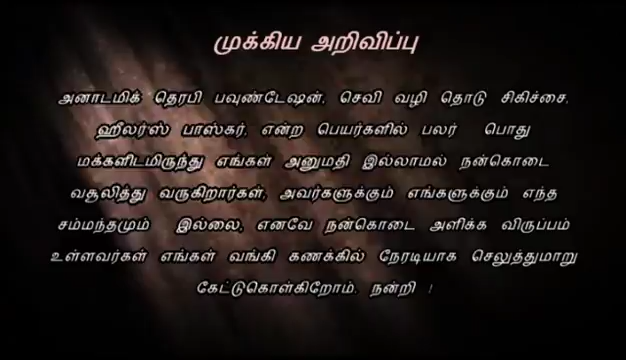 முக்கிய அறிவிப்பு
அனாடமிக் தெரபி பவுண்டேஷன், செவி வழி தொடு சிகிச்சை,
ஹீலர்ஸ் பாஸ்கர், என்ற பெயர்களில் பலர் பொது
மக்களிடமிருந்து எங்கள் அனுமதி இல்லாமல் நன்கொடை
வசூலித்து வருகிறார்கள், அவர்களுக்கும் எங்களுக்கும் எந்த
சம்மந்தமும் இல்லை, எனவே நன்கொடை அளிக்க விருப்பம்
உள்ளவர்கள் எங்கள் வங்கி கணக்கில் நேரடியாக செலுத்துமாறு
கேட்டுகொள்கிறோம். நன்றி !